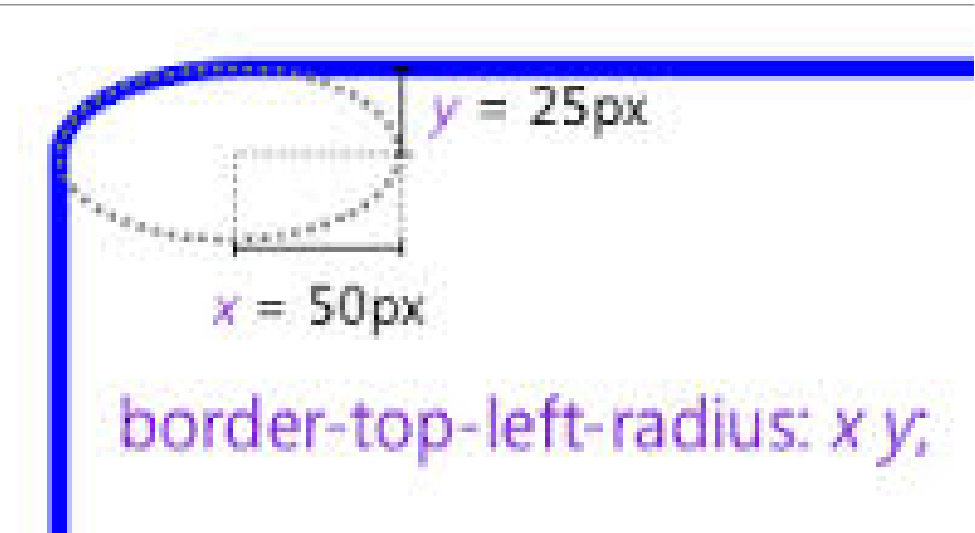 y = 25px
x = 50px
border-top-left-radius: x y;